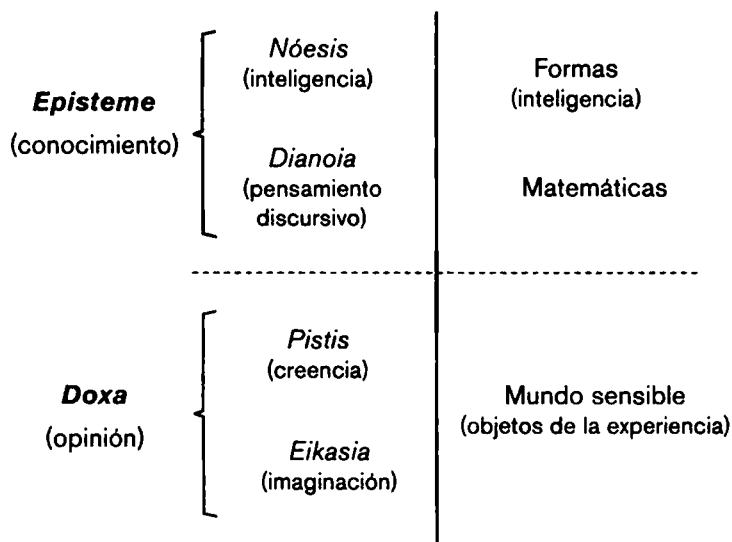 Episteme
(conocimiento)
Nóesis
(inteligencia)
Dianoia
(pensamiento
discursivo)
Formas
(inteligencia)
Matemáticas
Doxa
(opinión)
Pistis
(creencia)
Eikasia
(imaginación)
Mundo sensible
(objetos de la experiencia)